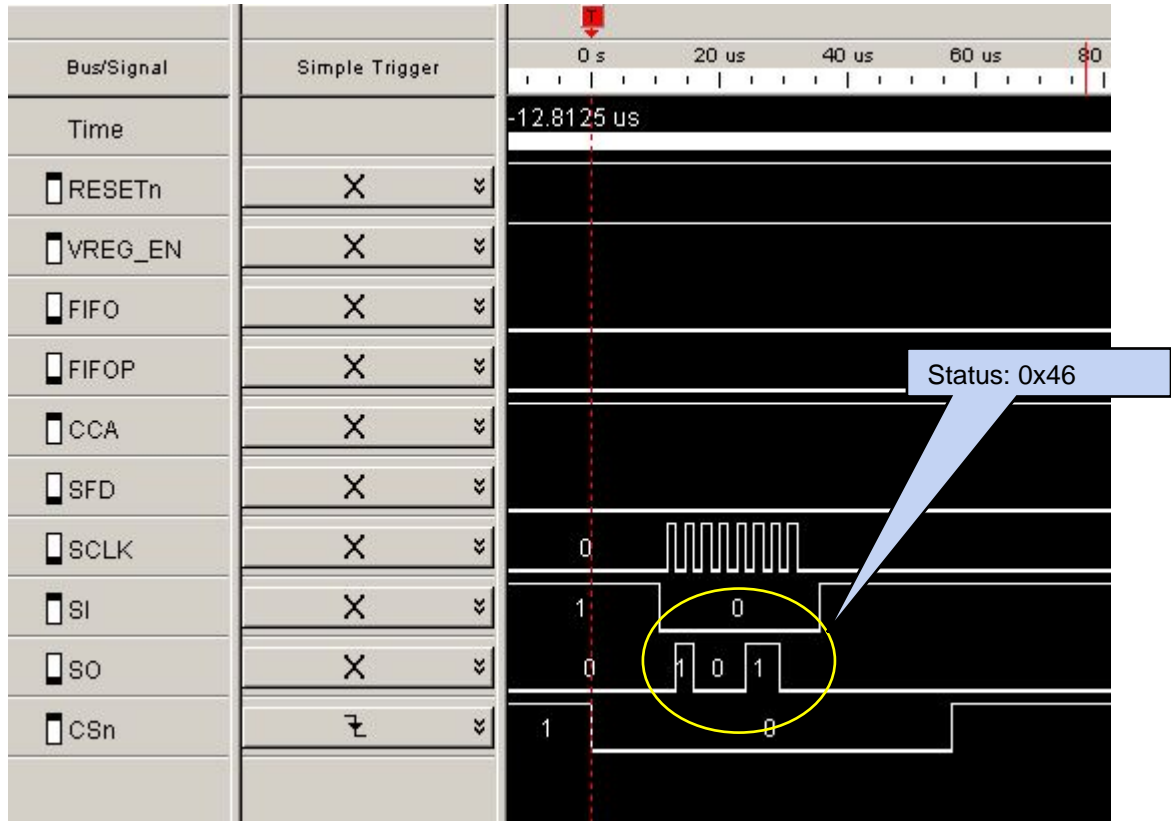 T
0 s 20 us 40 us 60 us 80
Bus/Signal Simple Trigger
Time -12.8125 us
RESETn X
VREG_EN X
FIFO X
FIFOP X
Status: 0x46
CCA X
SFD X
SCLK X 0
SI X 1 0
SO X 0 1 0 1
CSn 1 0